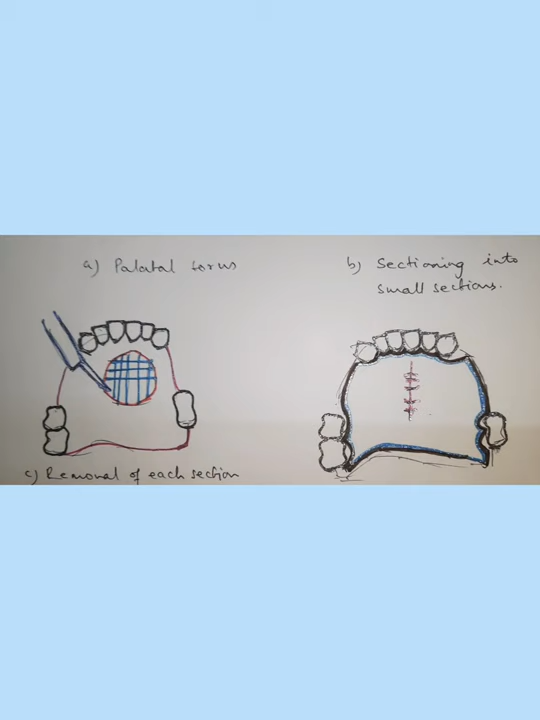 a) Palatal torus
b) Sectioning into
small sections.
c) Removal of each section